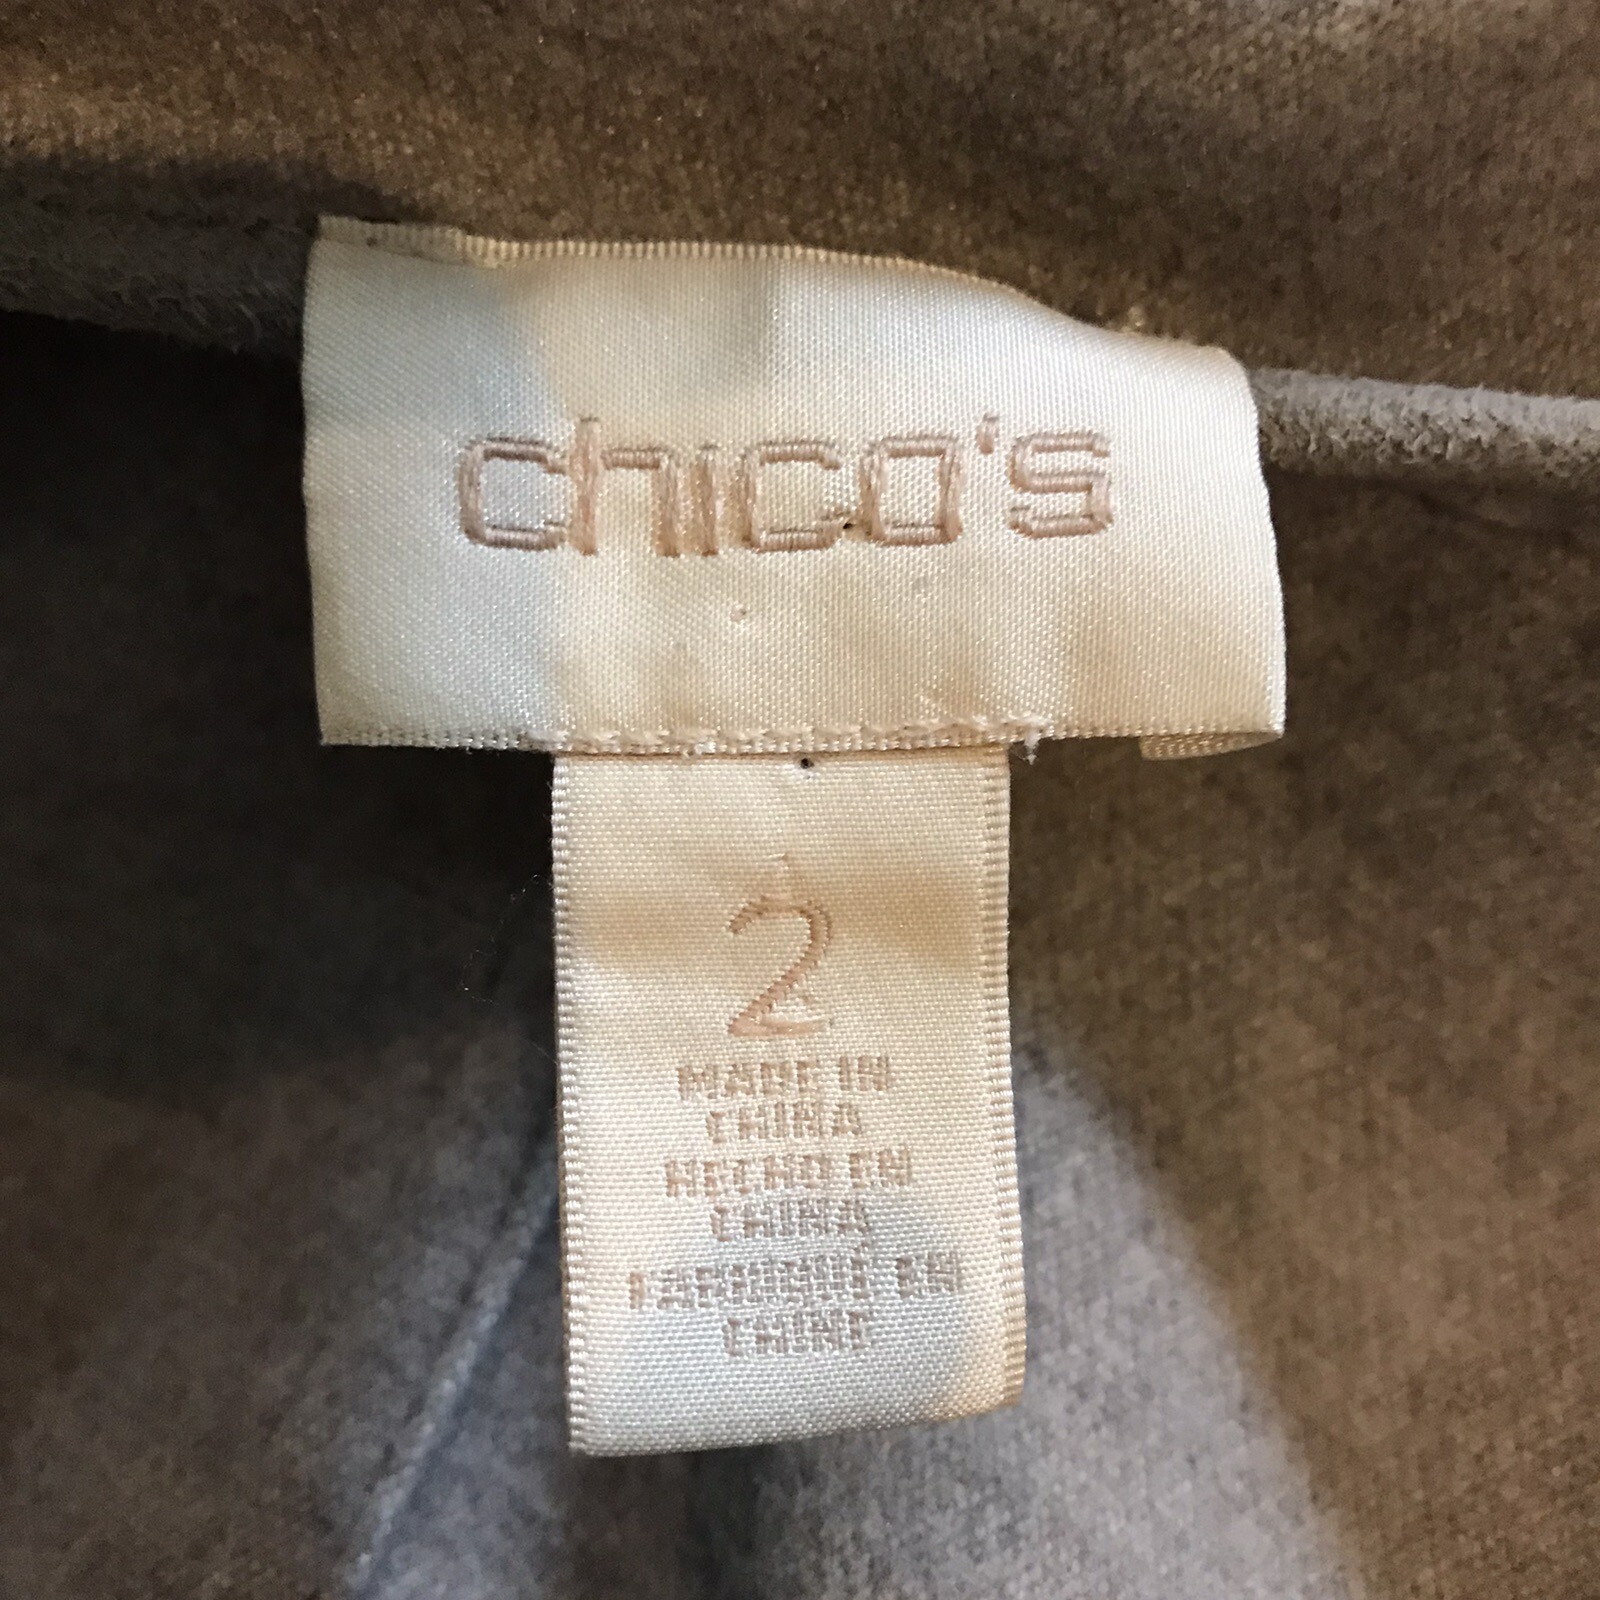 chico's
2
MADE IN
CHINA
HECHO EN
CHINA
FABRIQUÉ EN
CHINE